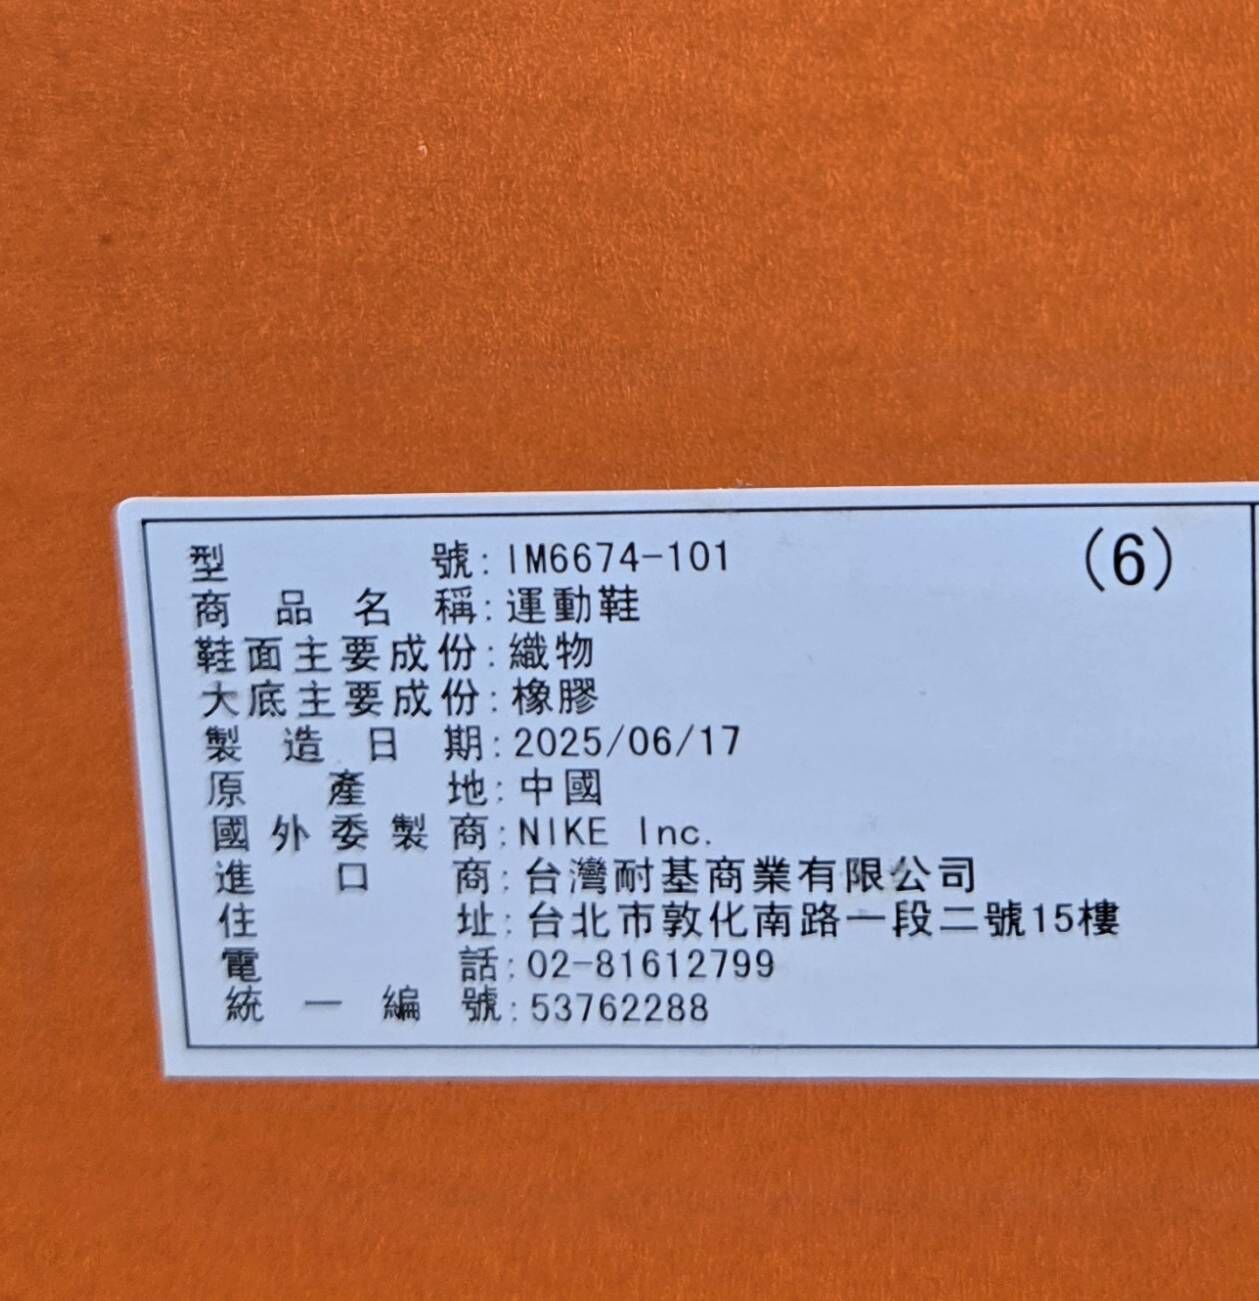 型號:IM6674-101 (6)
商品名稱:運動鞋
鞋面主要成份:織物
大底主要成份:橡膠
製造日期:2025/06/17
原產地:中國
國外委製商:NIKE Inc.
進口商:台灣耐基商業有限公司
住址:台北市敦化南路一段二號15樓
電話:02-81612799
統一編號:53762288